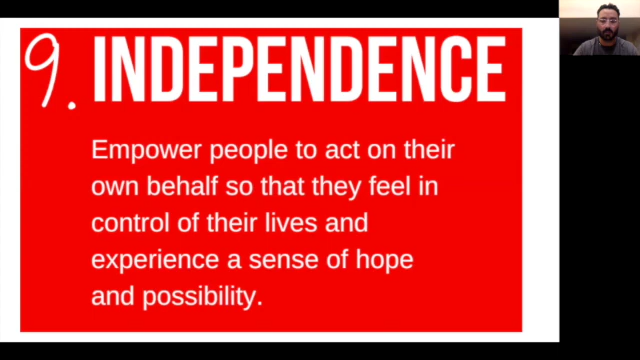 9. INDEPENDENCE
Empower people to act on their
own behalf so that they feel in
control of their lives and
experience a sense of hope
and possibility.